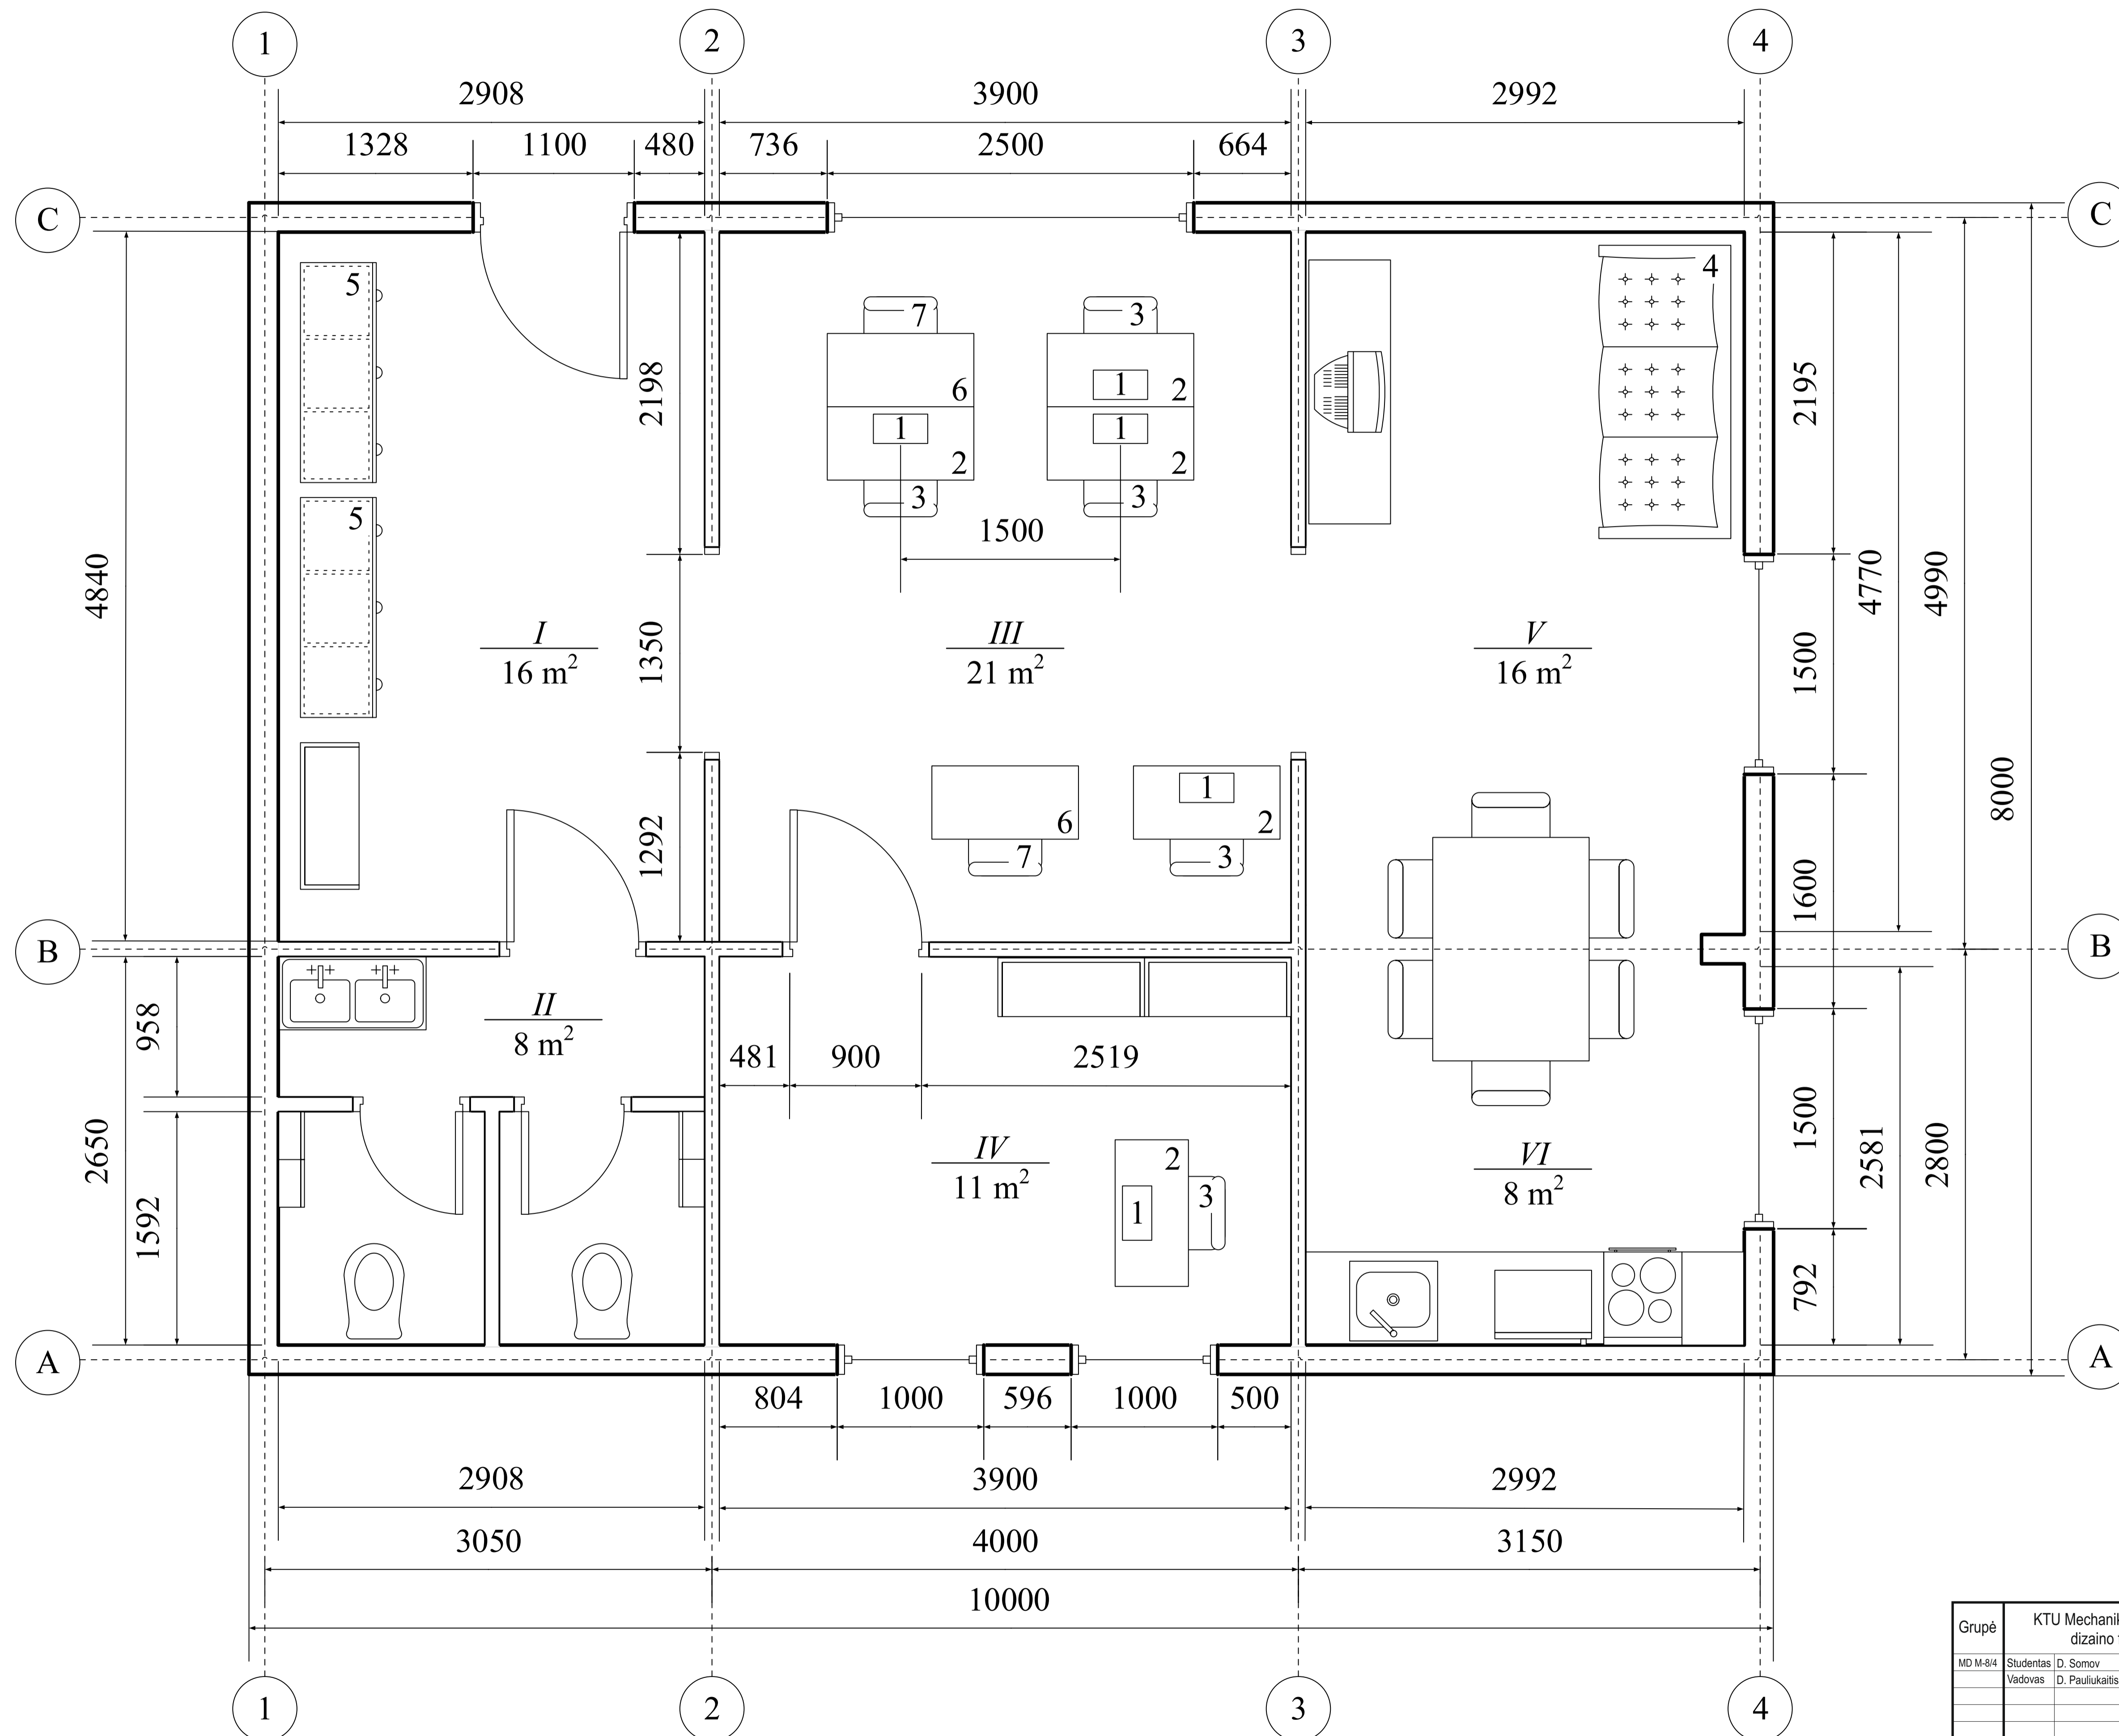 1 2 3 4
2908 3900 2992
1328 1100 480 736 2500 664
C C
5 4
7 3
1 2
6
2198 2195
1 1
2 2
5 3 3
1500
4840 4770 4990
I III V
16 m² 21 m² 16 m²
1350 1500
8000
1
6 2
1292 1600
7 3
B B
958 II
8 m²
481 900 2519
2650 1500 2581 2800
IV VI
11 m² 8 m²
2
1592 1 3
792
A A
804 1000 596 1000 500
2908 3900 2992
3050 4000 3150
10000
1 2 3 4
Grupė KTU Mechanik
dizaino
MD M-8/4 Studentas D. Somov
Vadovas D. Pauliukaitis